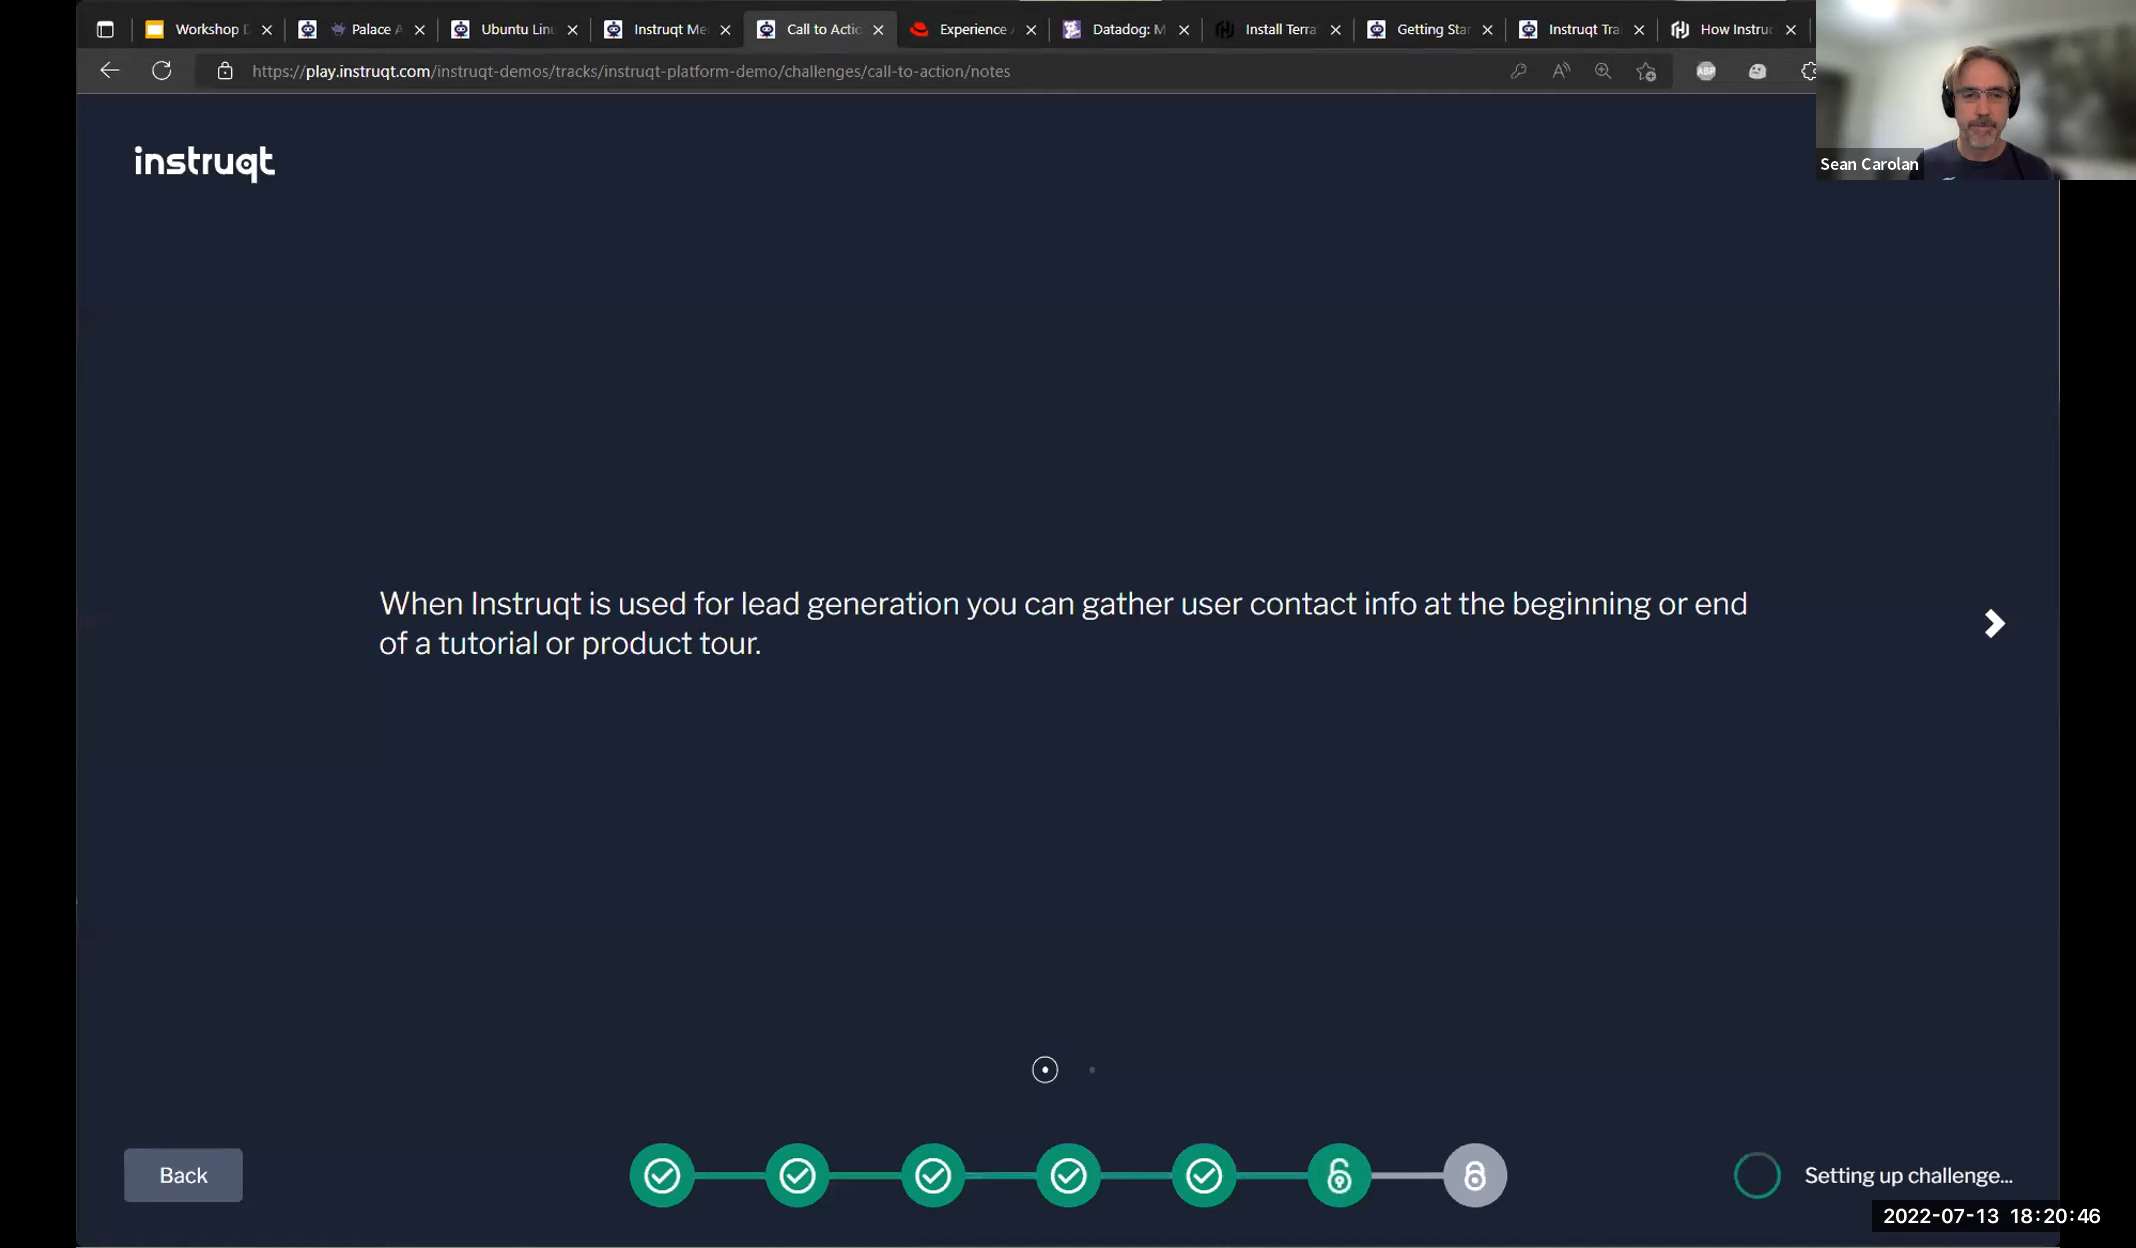 Workshop D
Palace A
Ubuntu Linu
Instruqt Me
Call to Actio
Experience A
Datadog: M
Install Terra
Getting Star
Instruqt Tra
How Instruq
https://play.instruqt.com/instruqt-demos/tracks/instruqt-platform-demo/challenges/call-to-action/notes
ABP
Sean Carolan
instruqt
When Instruqt is used for lead generation you can gather user contact info at the beginning or end
of a tutorial or product tour.
Back
Setting up challenge...
2022-07-13 18:20:46